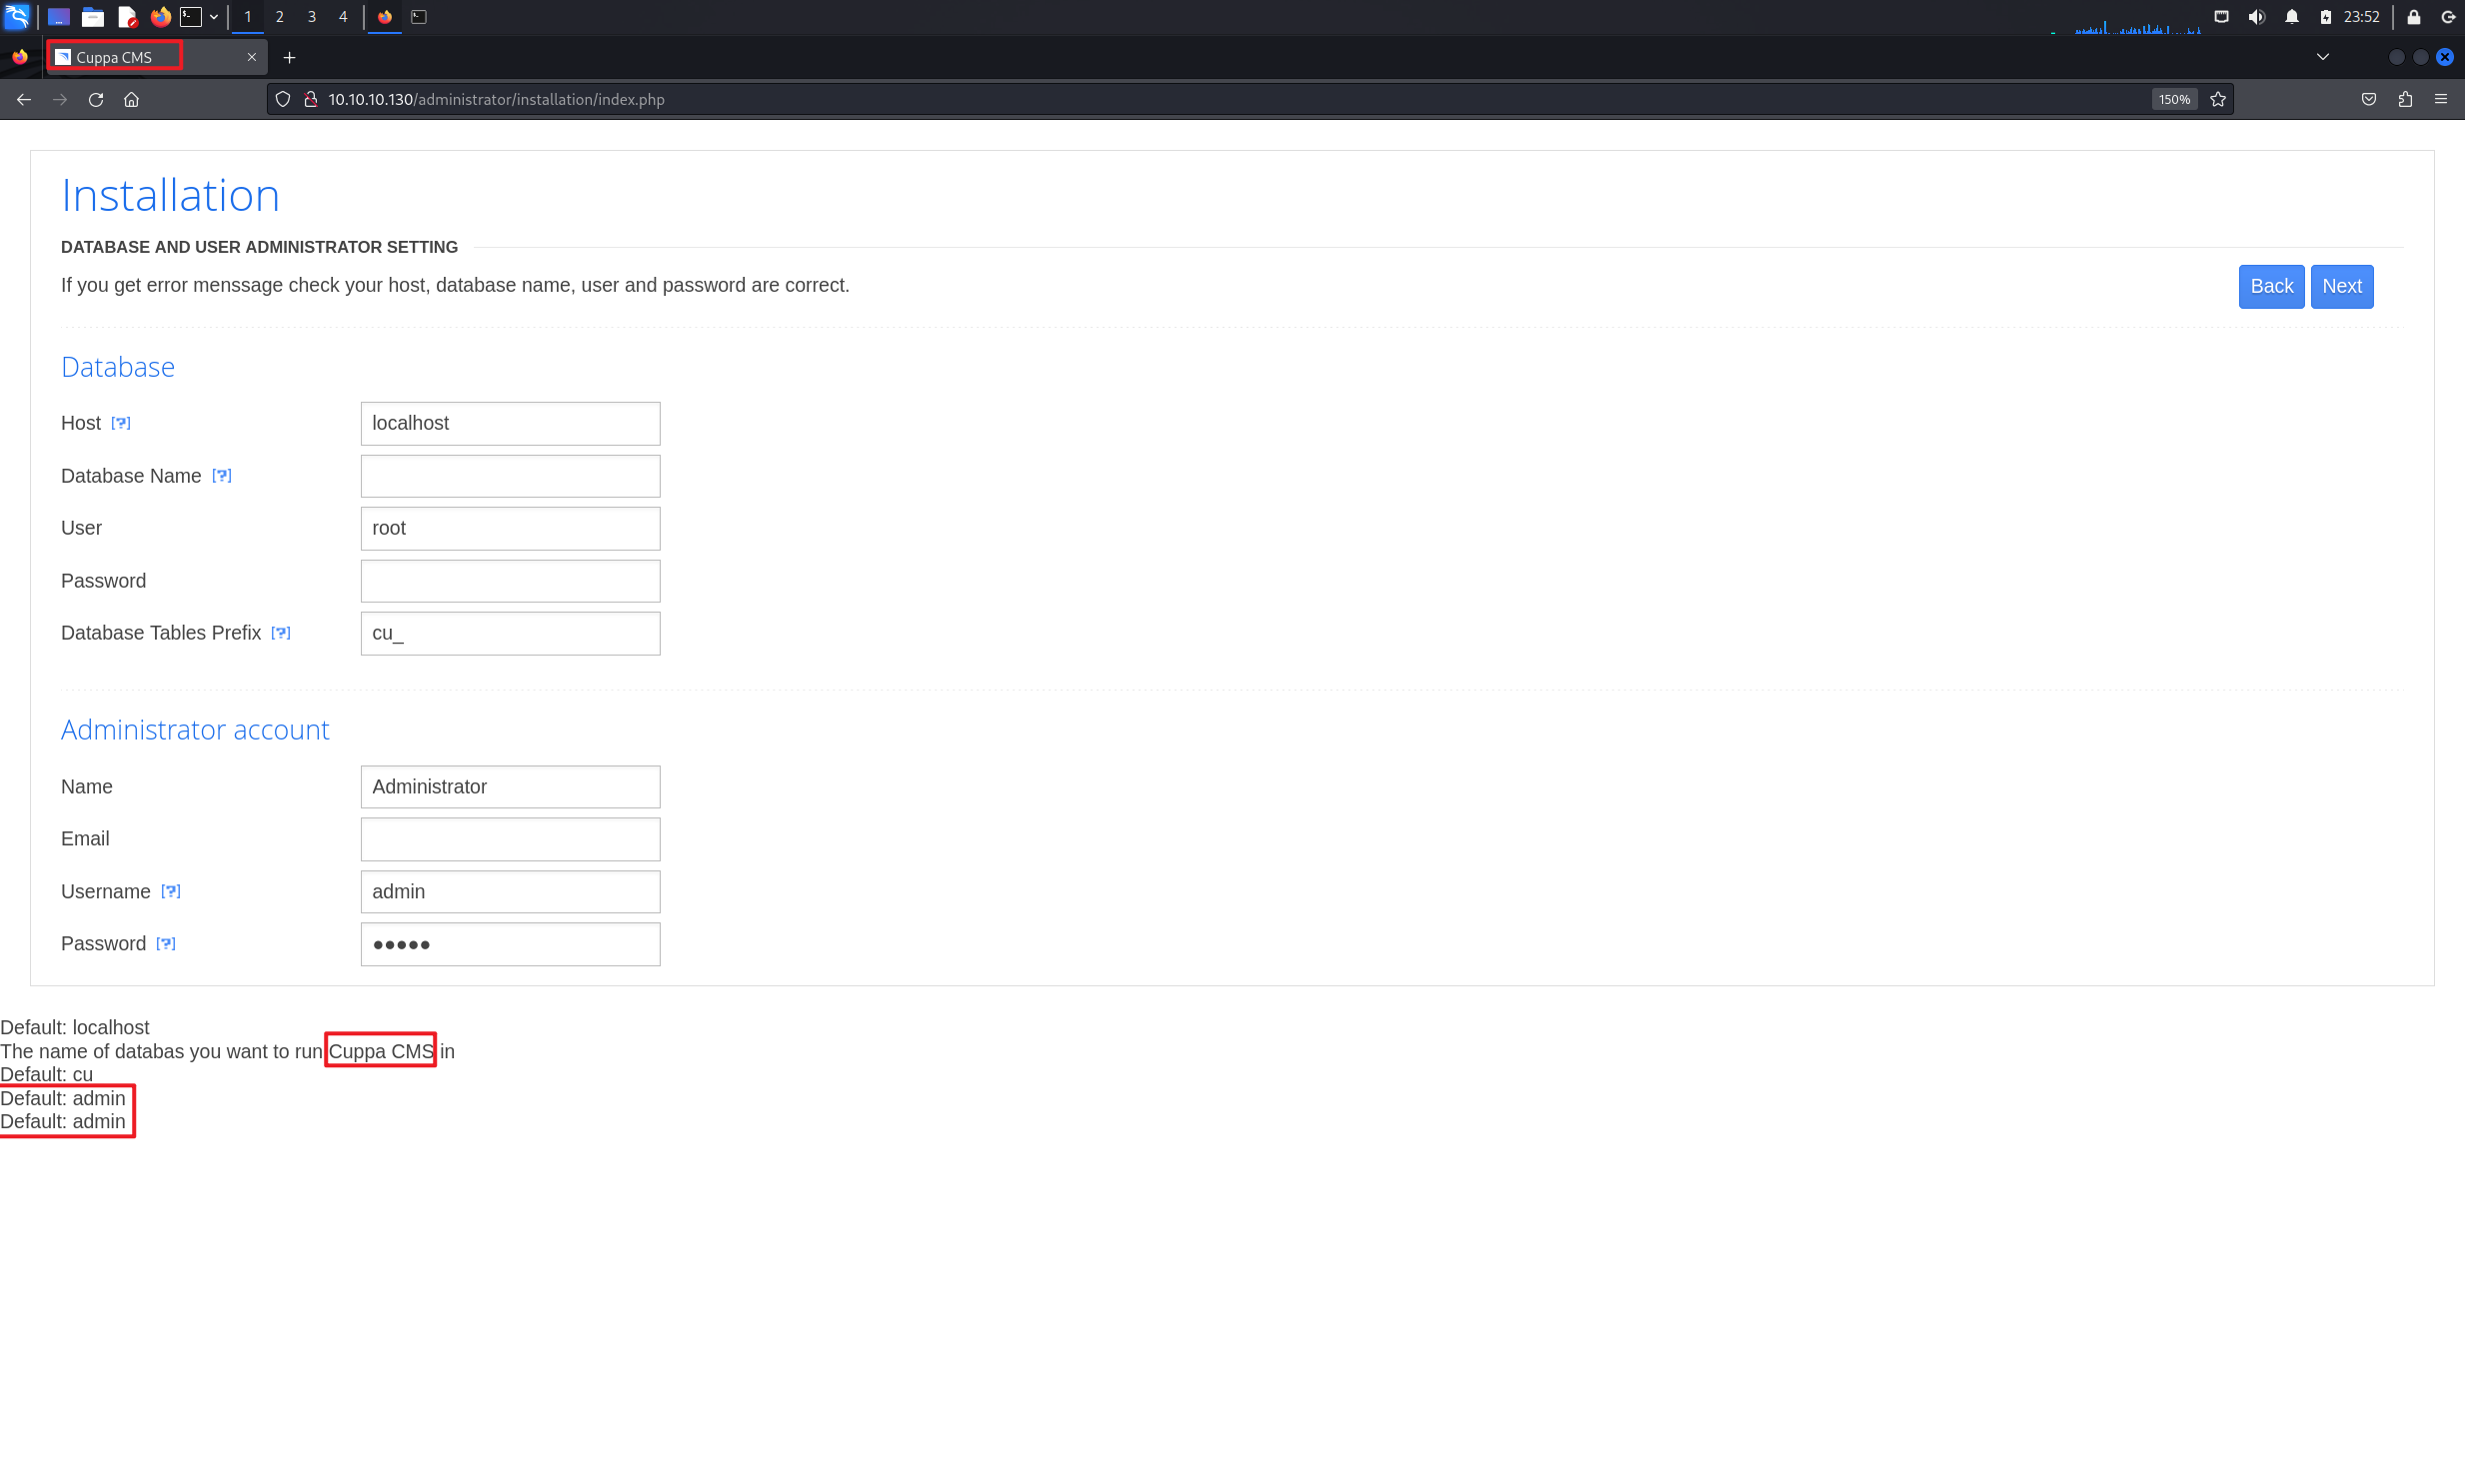 1 2 3 4 23:52
Cuppa CMS
10.10.10.130/administrator/installation/index.php 150%
Installation
DATABASE AND USER ADMINISTRATOR SETTING
If you get error menssage check your host, database name, user and password are correct.
Back Next
Database
Host [?] localhost
Database Name [?]
User root
Password
Database Tables Prefix [?] cu_
Administrator account
Name Administrator
Email
Username [?] admin
Password [?] •••••
Default: localhost
The name of databas you want to run Cuppa CMS in
Default: cu
Default: admin
Default: admin